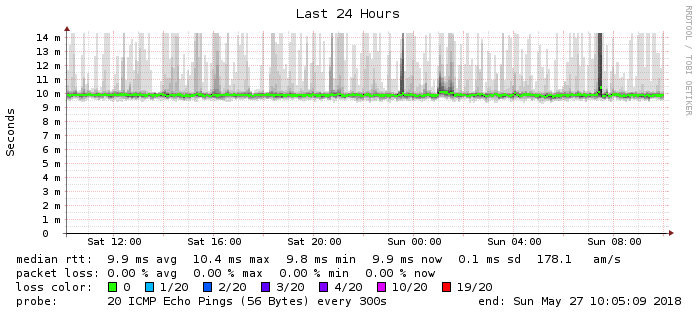 Last 24 Hours
RRDTOOL / TOBI OETIKER
Seconds
14 m
13 m
12 m
11 m
10 m
9 m
8 m
7 m
6 m
5 m
4 m
3 m
2 m
1 m
0
Sat 12:00 Sat 16:00 Sat 20:00 Sun 00:00 Sun 04:00 Sun 08:00
median rtt: 9.9 ms avg 10.4 ms max 9.8 ms min 9.9 ms now 0.1 ms sd 178.1 am/s
packet loss: 0.00 % avg 0.00 % max 0.00 % min 0.00 % now
loss color: 0 1/20 2/20 3/20 4/20 10/20 19/20
probe: 20 ICMP Echo Pings (56 Bytes) every 300s end: Sun May 27 10:05:09 2018